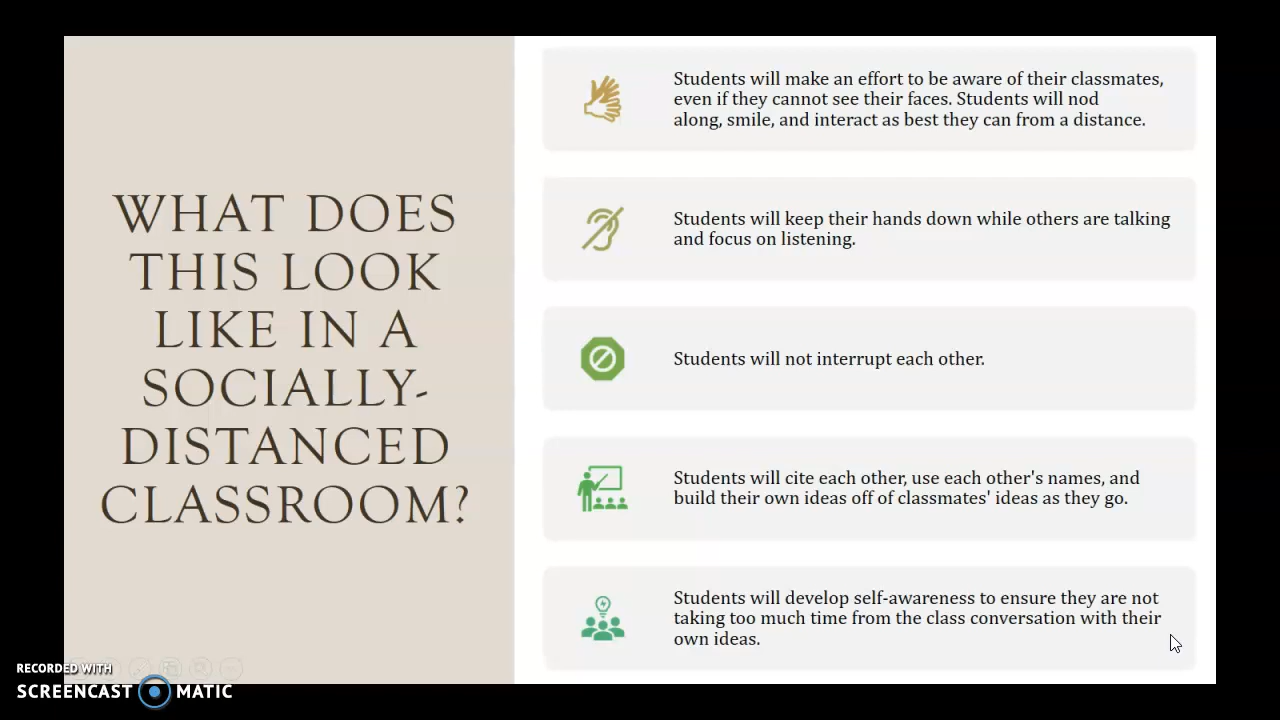 WHAT DOES
THIS LOOK
LIKE IN A
SOCIALLY-
DISTANCED
CLASSROOM?
Students will make an effort to be aware of their classmates,
even if they cannot see their faces. Students will nod
along, smile, and interact as best they can from a distance.
Students will keep their hands down while others are talking
and focus on listening.
Students will not interrupt each other.
Students will cite each other, use each other's names, and
build their own ideas off of classmates' ideas as they go.
Students will develop self-awareness to ensure they are not
taking too much time from the class conversation with their
own ideas.
RECORDED WITH
SCREENCAST MATIC